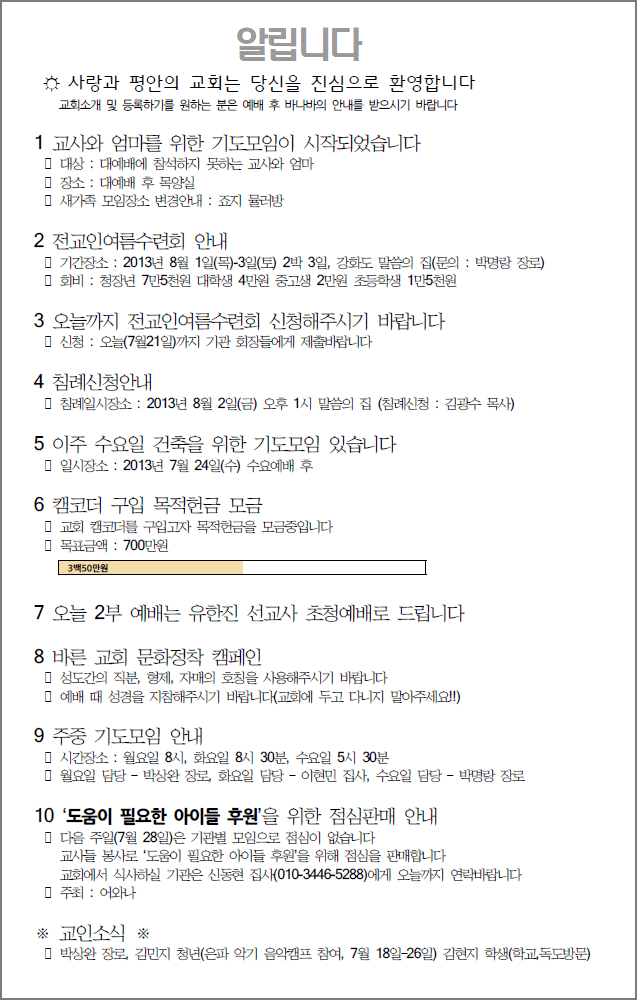 알립니다
☼ 사랑과 평안의 교회는 당신을 진심으로 환영합니다
교회소개 및 등록하기를 원하는 분은 예배 후 바나바의 안내를 받으시기 바랍니다
1 교사와 엄마를 위한 기도모임이 시작되었습니다
▯ 대상 : 대예배에 참석하지 못하는 교사와 엄마
▯ 장소 : 대예배 후 목양실
▯ 새가족 모임장소 변경안내 : 죠지 뮬러방
2 전교인여름수련회 안내
▯ 기간장소 : 2013년 8월 1일(목)-3일(토) 2박 3일, 강화도 말씀의 집(문의 : 박명랑 장로)
▯ 회비 : 청장년 7만5천원 대학생 4만원 중고생 2만원 초등학생 1만5천원
3 오늘까지 전교인여름수련회 신청해주시기 바랍니다
▯ 신청 : 오늘(7월21일)까지 기관 회장들에게 제출바랍니다
4 침례신청안내
▯ 침례일시장소 : 2013년 8월 2일(금) 오후 1시 말씀의 집 (침례신청 : 김광수 목사)
5 이주 수요일 건축을 위한 기도모임 있습니다
▯ 일시장소 : 2013년 7월 24일(수) 수요예배 후
6 캠코더 구입 목적헌금 모금
▯ 교회 캠코더를 구입고자 목적헌금을 모금중입니다
▯ 목표금액 : 700만원
3백50만원
7 오늘 2부 예배는 유한진 선교사 초청예배로 드립니다
8 바른 교회 문화정착 캠페인
▯ 성도간의 직분, 형제, 자매의 호칭을 사용해주시기 바랍니다
▯ 예배 때 성경을 지참해주시기 바랍니다(교회에 두고 다니지 말아주세요!!)
9 주중 기도모임 안내
▯ 시간장소 : 월요일 8시, 화요일 8시 30분, 수요일 5시 30분
▯ 월요일 담당 - 박상완 장로, 화요일 담당 - 이현민 집사, 수요일 담당 - 박명랑 장로
10 ‘도움이 필요한 아이들 후원’을 위한 점심판매 안내
▯ 다음 주일(7월 28일)은 기관별 모임으로 점심이 없습니다
교사들 봉사로 ‘도움이 필요한 아이들 후원’을 위해 점심을 판매합니다
교회에서 식사하실 기관은 신동현 집사(010-3446-5288)에게 오늘까지 연락바랍니다
▯ 주최 : 어와나
※ 교인소식 ※
▯ 박상완 장로, 김민지 청년(은파 악기 음악캠프 참여, 7월 18일-26일) 김현지 학생(학교,독도방문)